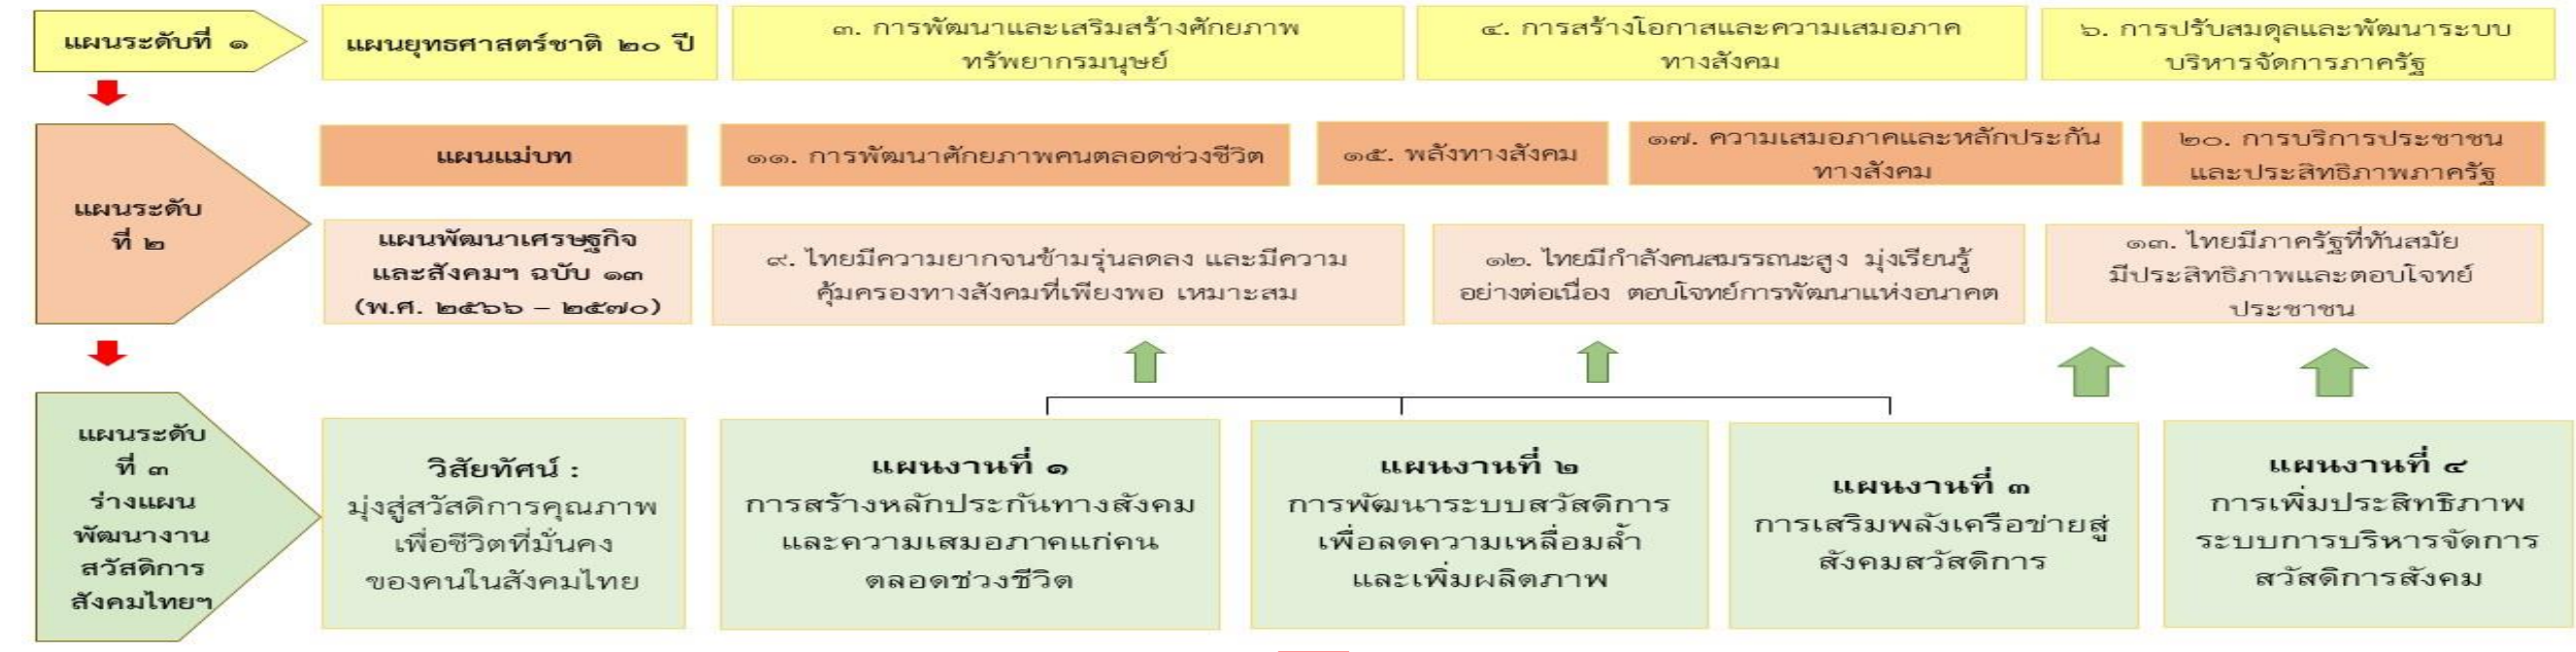 แผนระดับที่ ๑
แผนยุทธศาสตร์ชาติ ๒๐ ปี
๓. การพัฒนาและเสริมสร้างศักยภาพ
ทรัพยากรมนุษย์
๔. การสร้างโอกาสและความเสมอภาค
ทางสังคม
๖. การปรับสมดุลและพัฒนาระบบ
บริหารจัดการภาครัฐ
แผนระดับ
ที่ ๒
แผนแม่บท
๑๑. การพัฒนาศักยภาพคนตลอดช่วงชีวิต
๑๕. พลังทางสังคม
๑๗. ความเสมอภาคและหลักประกัน
ทางสังคม
๒๐. การบริการประชาชน
และประสิทธิภาพภาครัฐ
แผนพัฒนาเศรษฐกิจ
และสังคมฯ ฉบับ ๑๓
(พ.ศ. ๒๕๖๖ – ๒๕๗๐)
๙. ไทยมีความยากจนข้ามรุ่นลดลง และมีความ
คุ้มครองทางสังคมที่เพียงพอ เหมาะสม
๑๒. ไทยมีกำลังคนสมรรถนะสูง มุ่งเรียนรู้
อย่างต่อเนื่อง ตอบโจทย์การพัฒนาแห่งอนาคต
๑๓. ไทยมีภาครัฐที่ทันสมัย
มีประสิทธิภาพและตอบโจทย์
ประชาชน
แผนระดับ
ที่ ๓
ร่างแผน
พัฒนางาน
สวัสดิการ
สังคมไทยฯ
วิสัยทัศน์ :
มุ่งสู่สวัสดิการคุณภาพ
เพื่อชีวิตที่มั่นคง
ของคนในสังคมไทย
แผนงานที่ ๑
การสร้างหลักประกันทางสังคม
และความเสมอภาคแก่คน
ตลอดช่วงชีวิต
แผนงานที่ ๒
การพัฒนาระบบสวัสดิการ
เพื่อลดความเหลื่อมล้ำ
และเพิ่มผลิตภาพ
แผนงานที่ ๓
การเสริมพลังเครือข่ายสู่
สังคมสวัสดิการ
แผนงานที่ ๔
การเพิ่มประสิทธิภาพ
ระบบการบริหารจัดการ
สวัสดิการสังคม